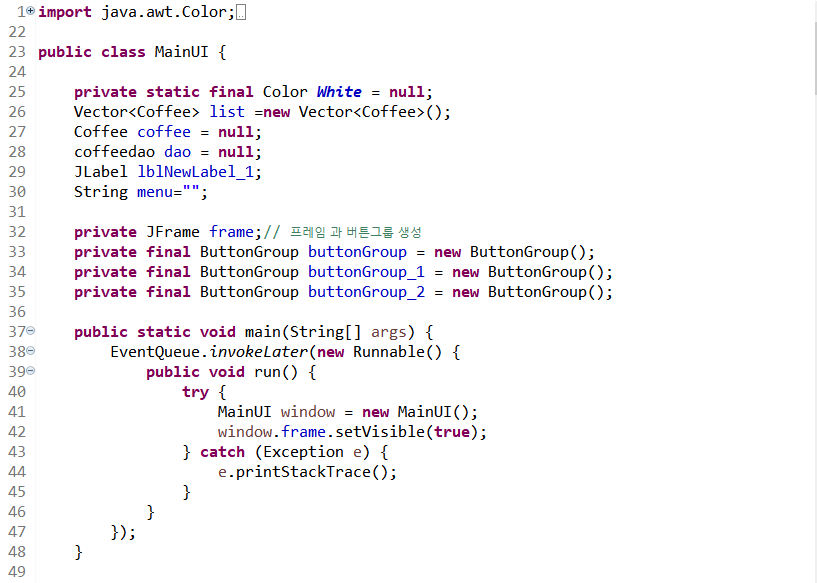 1 import java.awt.Color;
22
23 public class MainUI {
24
25     private static final Color White = null;
26     Vector<Coffee> list =new Vector<Coffee>();
27     Coffee coffee = null;
28     coffeedao dao = null;
29     JLabel lblNewLabel_1;
30     String menu="";
31
32     private JFrame frame;// 프레임 과 버튼그룹 생성
33     private final ButtonGroup buttonGroup = new ButtonGroup();
34     private final ButtonGroup buttonGroup_1 = new ButtonGroup();
35     private final ButtonGroup buttonGroup_2 = new ButtonGroup();
36
37     public static void main(String[] args) {
38         EventQueue.invokeLater(new Runnable() {
39             public void run() {
40                 try {
41                     MainUI window = new MainUI();
42                     window.frame.setVisible(true);
43                 } catch (Exception e) {
44                     e.printStackTrace();
45                 }
46             }
47         });
48     }
49